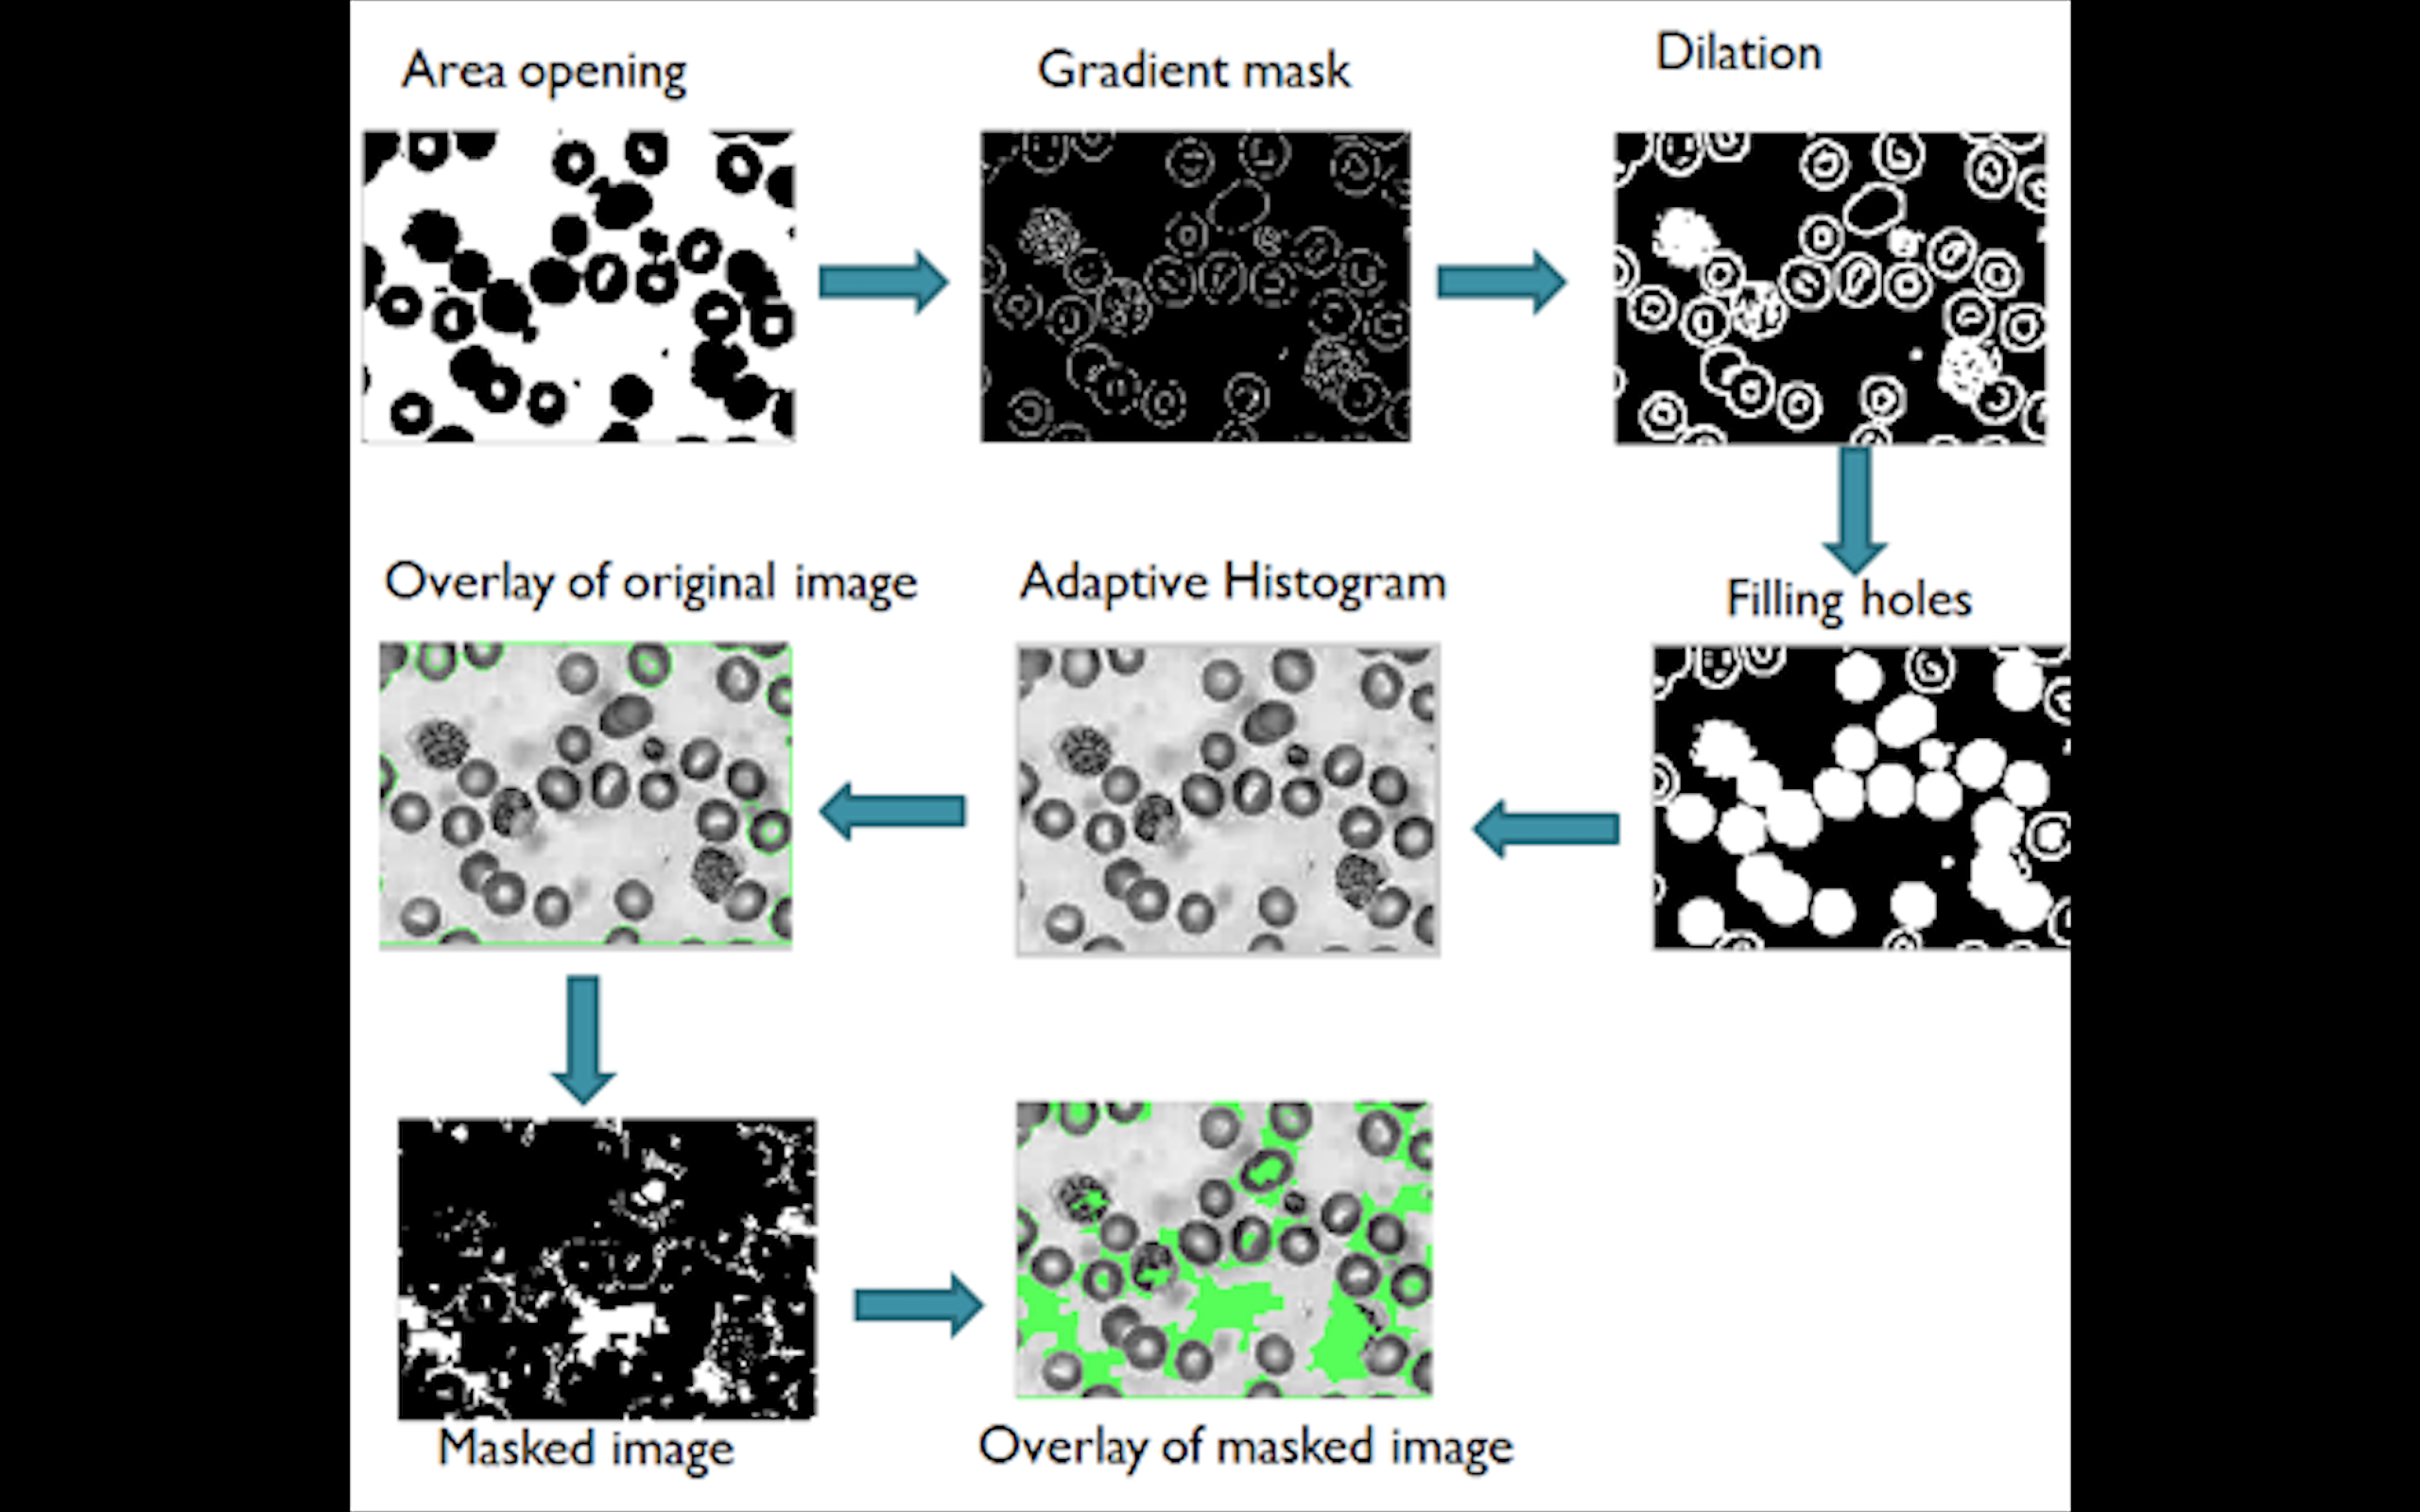 Area opening
Gradient mask
Dilation
Overlay of original image
Adaptive Histogram
Filling holes
Masked image
Overlay of masked image